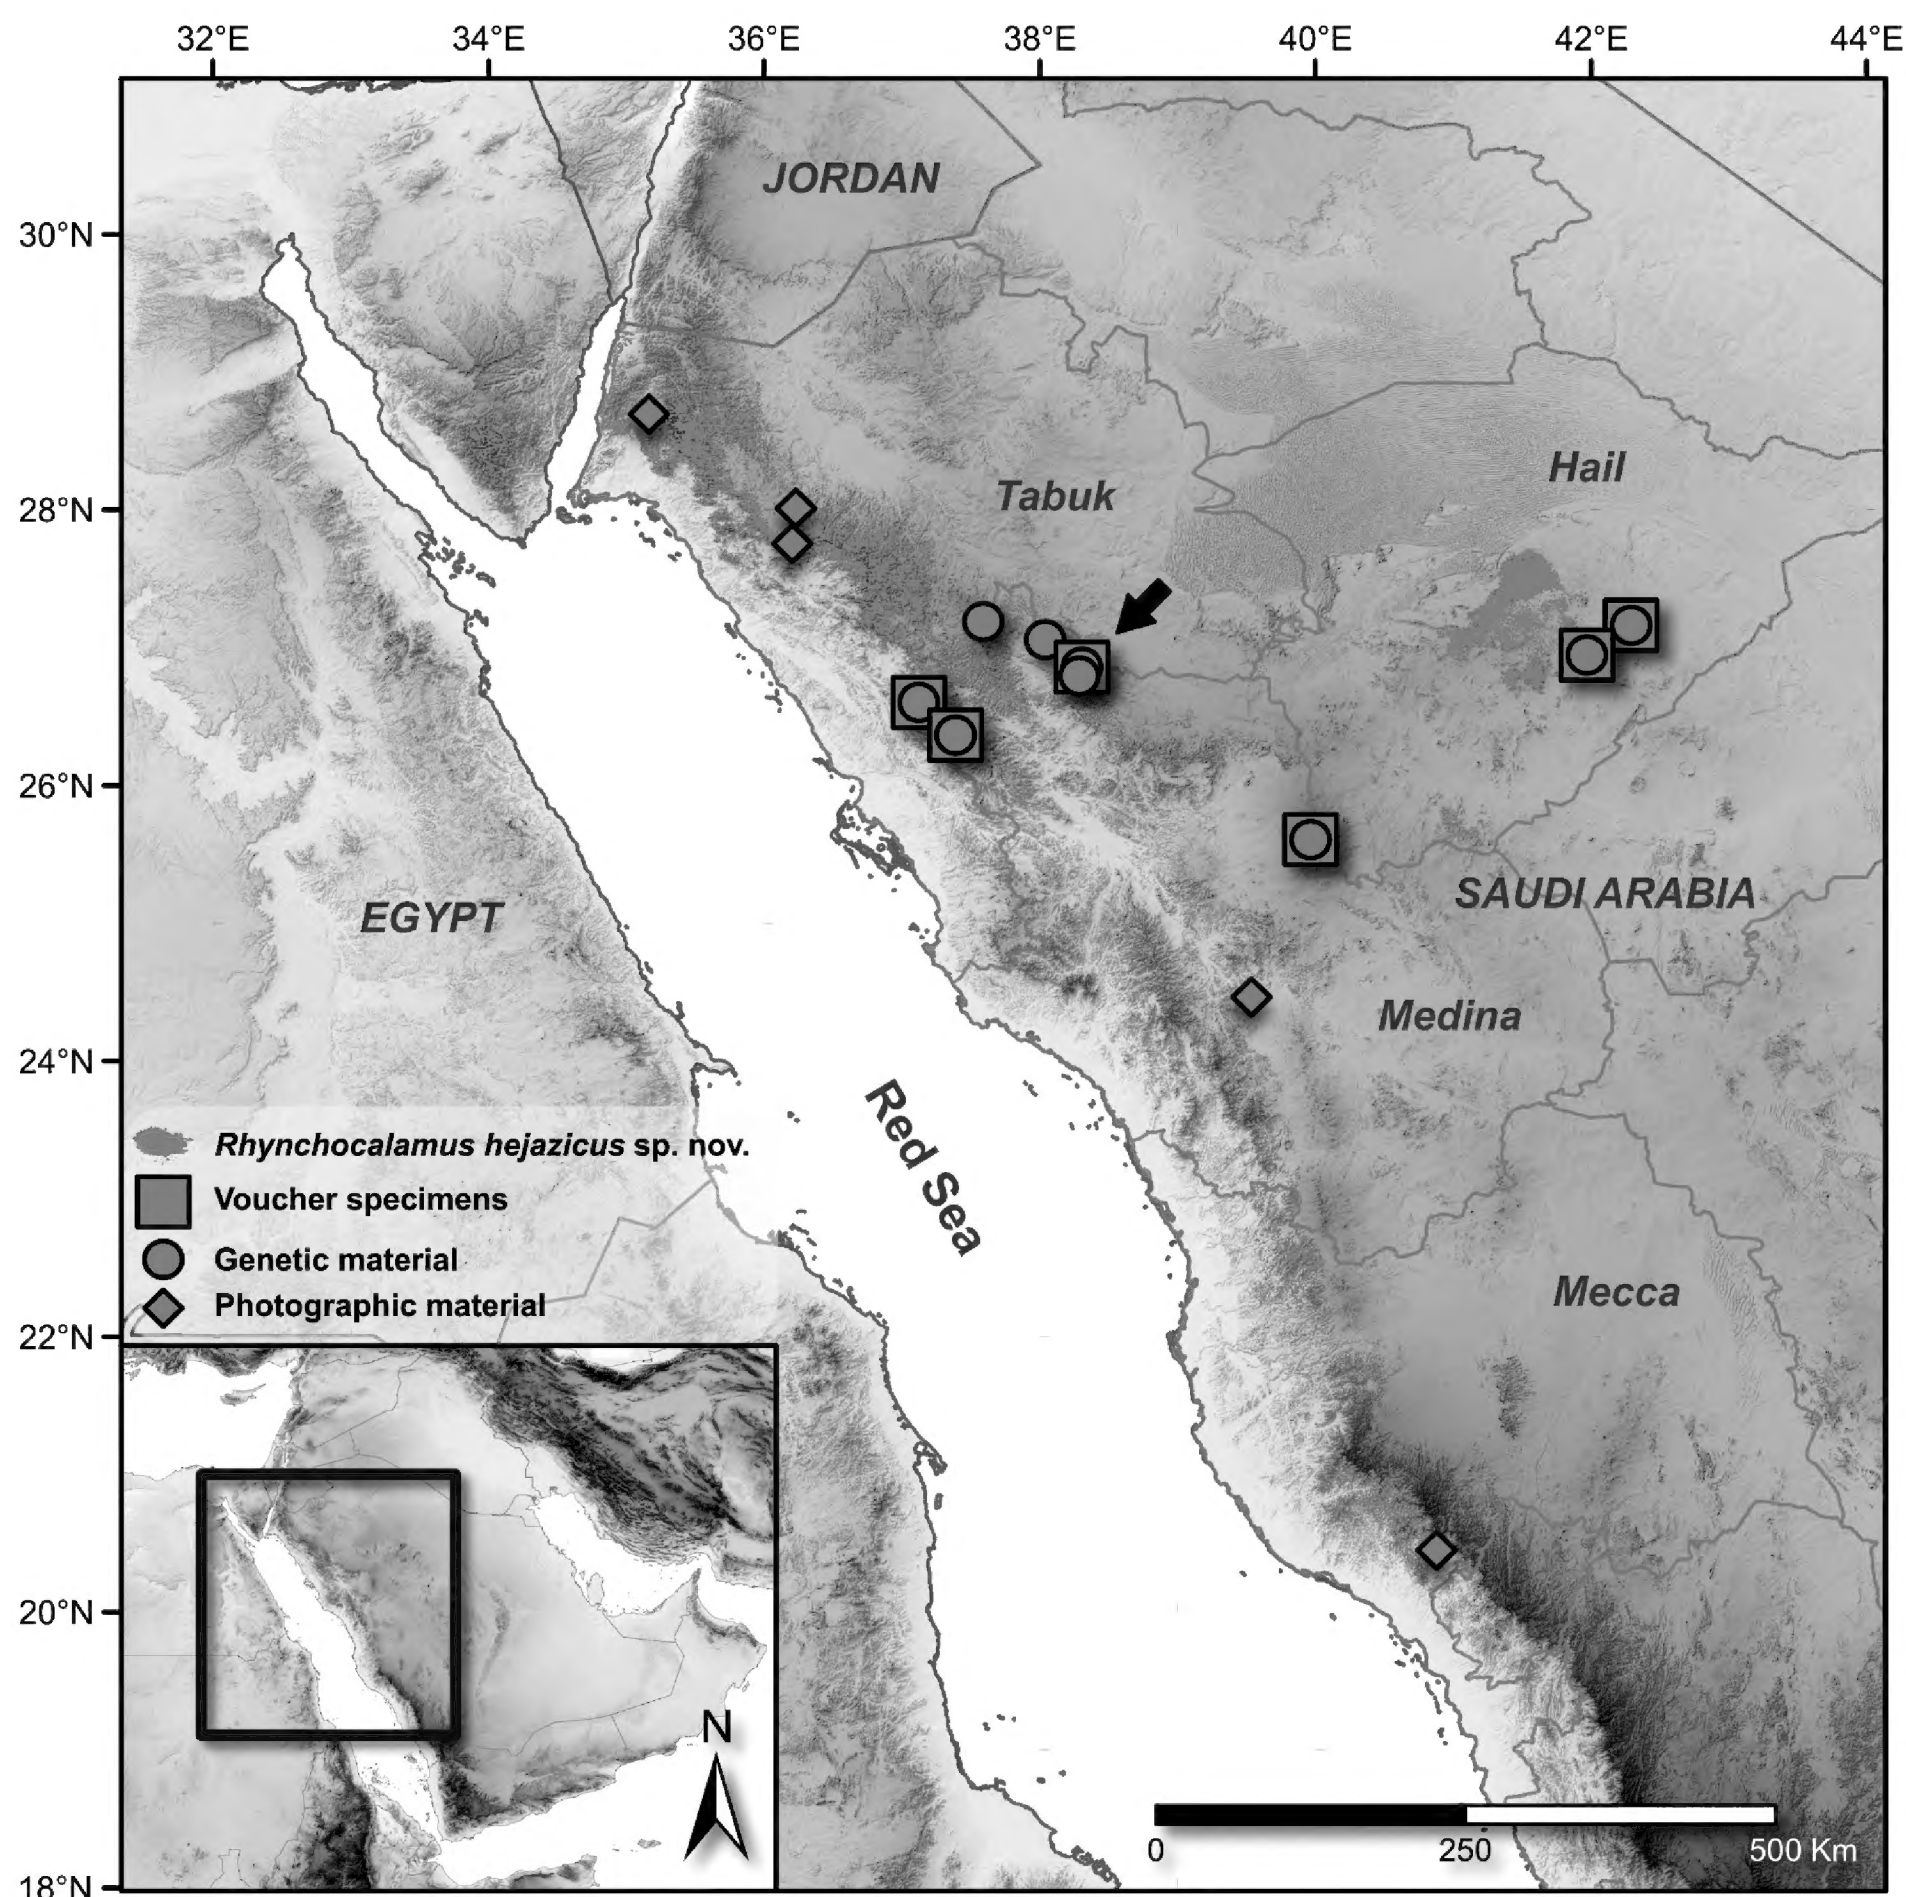 32°E 34°E 36°E 38°E 40°E 42°E 44°E
JORDAN
30°N
Hail
Tabuk
28°N
26°N
SAUDI ARABIA
EGYPT
Medina
24°N
Red Sea
Rhynchocalamus hejazicus sp. nov.
Voucher specimens
Genetic material
Photographic material
Mecca
22°N
20°N
N
0 250 500 Km
18°N